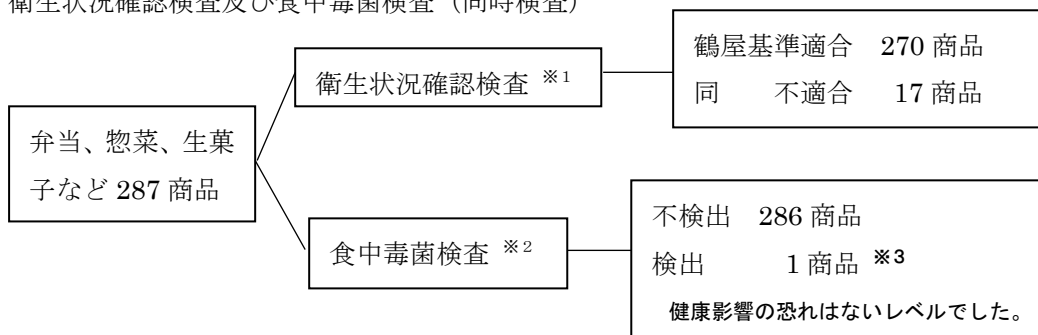 衛生状況確認検査及び食中毒菌検査（同時検査）
弁当、惣菜、生菓
子など 287 商品
衛生状況確認検査 ※1
鶴屋基準適合 270 商品
同 不適合 17 商品
食中毒菌検査 ※2
不検出 286 商品
検出 1 商品 ※3
健康影響の恐れはないレベルでした。